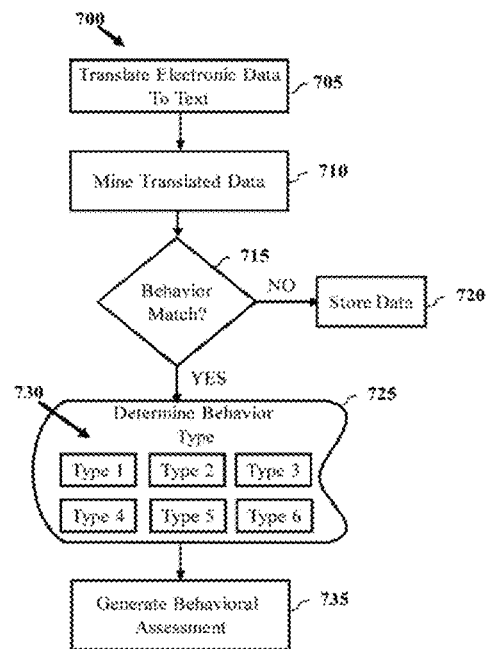 700
Translate Electronic Data
To Text
705
Mine Translated Data
710
715
Behavior
Match?
NO
Store Data
720
YES
730
725
Determine Behavior
Type
Type 1 Type 2 Type 3
Type 4 Type 5 Type 6
Generate Behavioral
Assessment
735